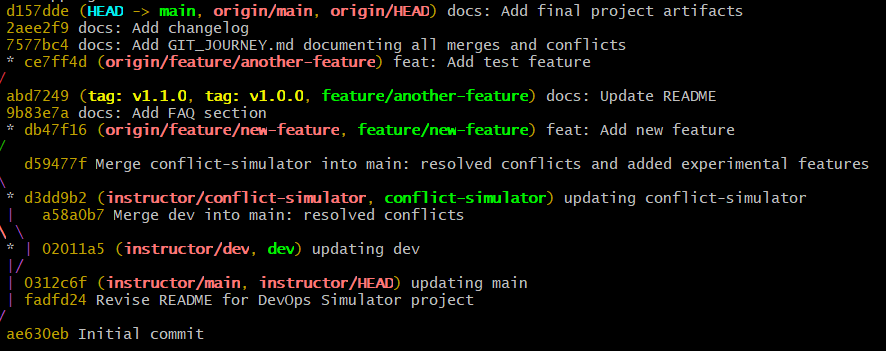 d157dde (HEAD -> main, origin/main, origin/HEAD) docs: Add final project artifacts
2aee2f9 docs: Add changelog
7577bc4 docs: Add GIT_JOURNEY.md documenting all merges and conflicts
* ce7ff4d (origin/feature/another-feature) feat: Add test feature
/
abd7249 (tag: v1.1.0, tag: v1.0.0, feature/another-feature) docs: Update README
9b83e7a docs: Add FAQ section
* db47f16 (origin/feature/new-feature, feature/new-feature) feat: Add new feature
/
d59477f Merge conflict-simulator into main: resolved conflicts and added experimental features
\
* d3dd9b2 (instructor/conflict-simulator, conflict-simulator) updating conflict-simulator
|   a58a0b7 Merge dev into main: resolved conflicts
\ \
* | 02011a5 (instructor/dev, dev) updating dev
|/
| 0312c6f (instructor/main, instructor/HEAD) updating main
| fadfd24 Revise README for DevOps Simulator project
/
ae630eb Initial commit